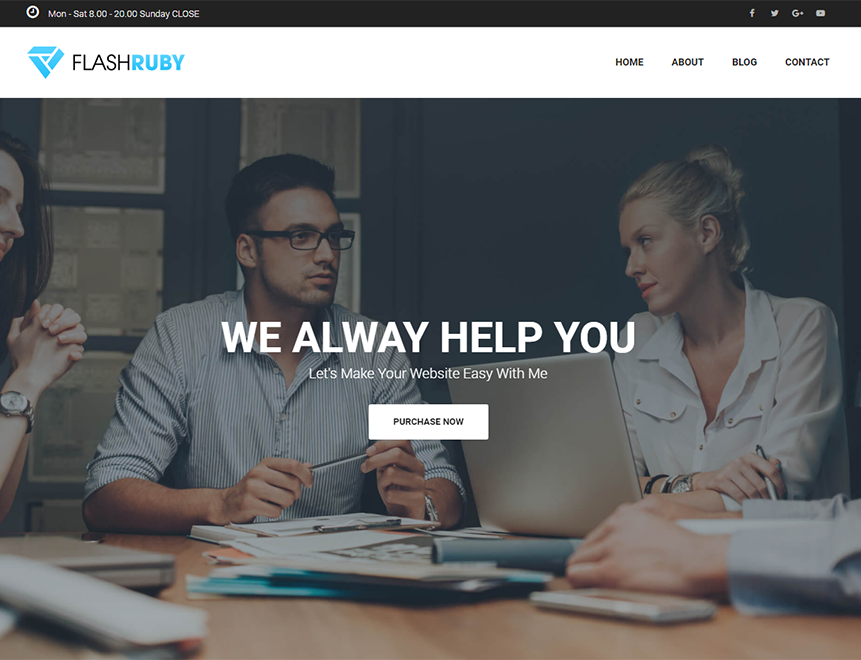 Mon - Sat 8.00 - 20.00 Sunday CLOSE
FLASHRUBY
HOME ABOUT BLOG CONTACT
WE ALWAY HELP YOU
Let's Make Your Website Easy With Me
PURCHASE NOW